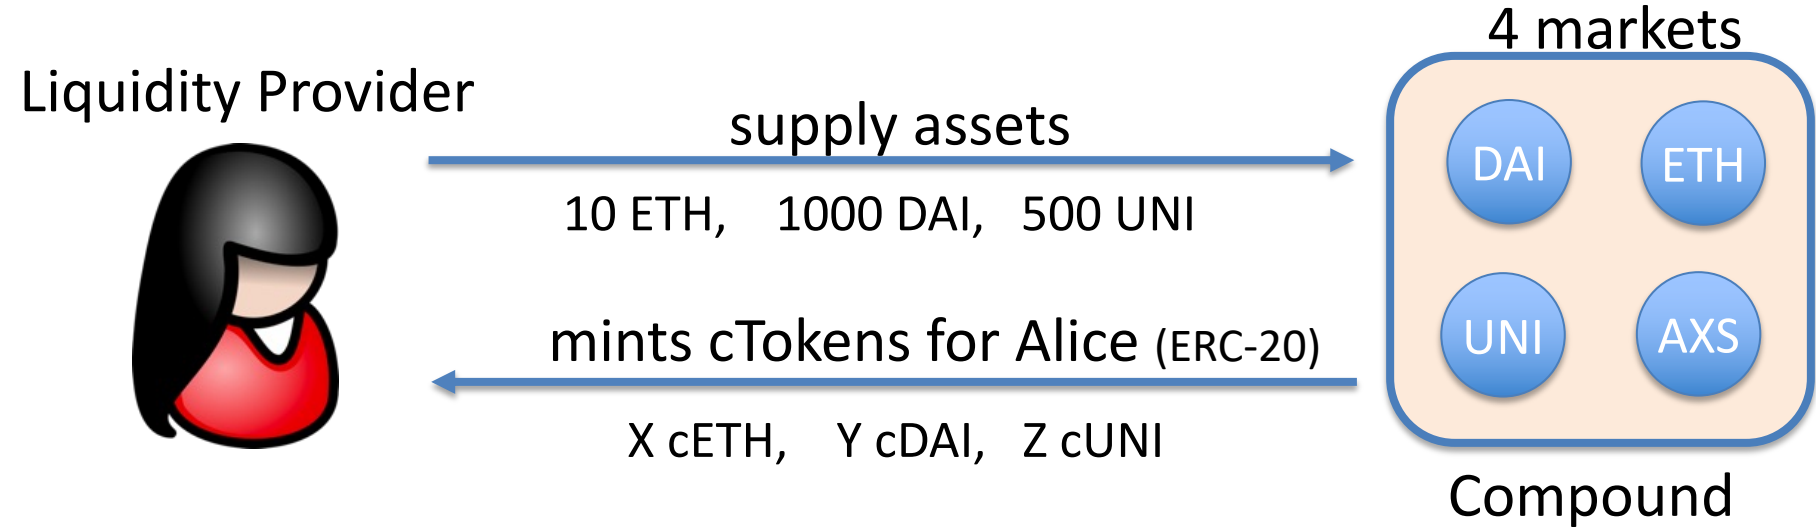 4 markets
Liquidity Provider
supply assets
10 ETH, 1000 DAI, 500 UNI
mints cTokens for Alice (ERC-20)
X cETH, Y cDAI, Z cUNI
DAI
ETH
UNI
AXS
Compound